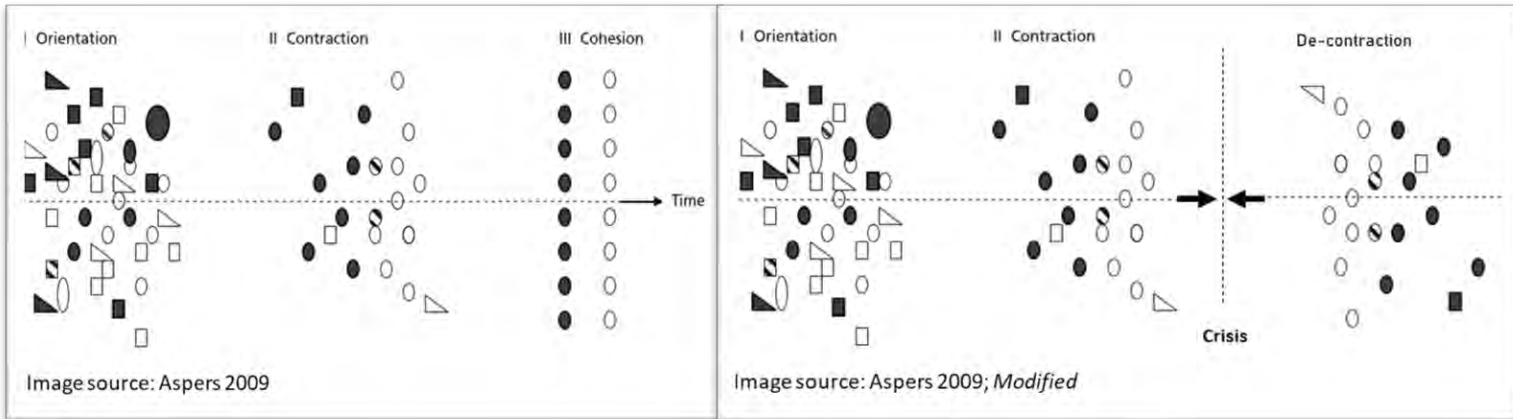 I Orientation
II Contraction
III Cohesion
Time
Image source: Aspers 2009
I Orientation
II Contraction
De-contraction
Crisis
Image source: Aspers 2009; Modified